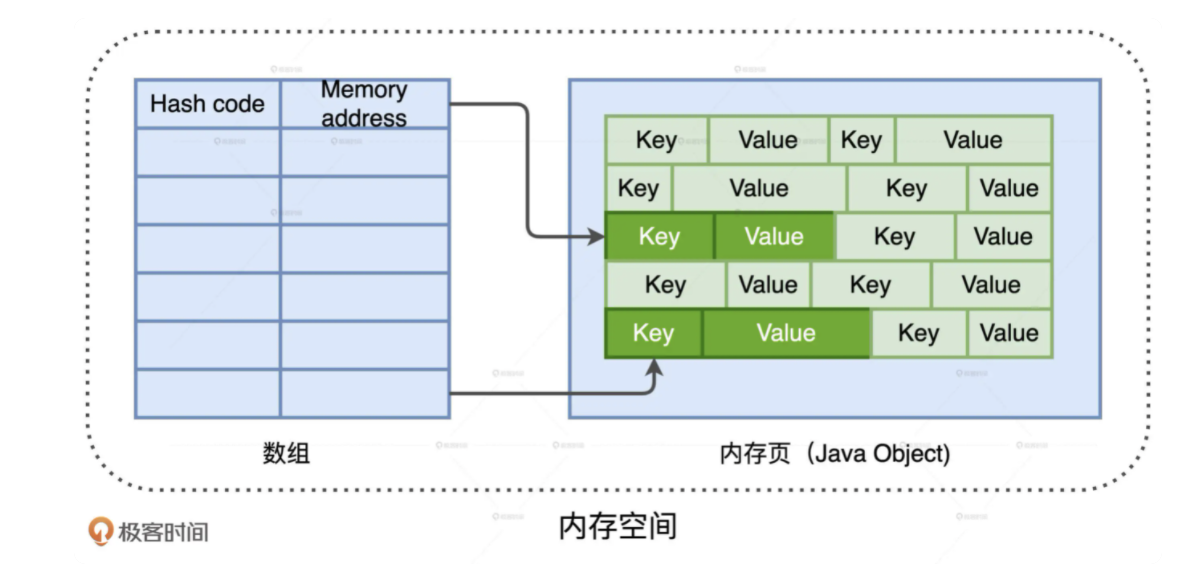 Hash code
Memory
address
Key Value Key Value
Key Value Key Value
Key Value Key Value
Key Value Key Value
Key Value Key Value
数组
内存页（Java Object)
极客时间
内存空间